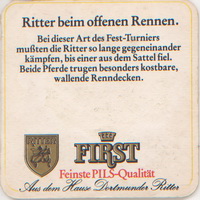 Ritter beim offenen Rennen.
Bei dieser Art des Fest-Turniers
mußten die Ritter so lange gegeneinander
kämpfen, bis einer aus dem Sattel fiel.
Beide Pferde trugen besonders kostbare,
wallende Renndecken.
RITTER
FIRST
Feinste PILS-Qualität
Aus dem Hause Dortmunder Ritter